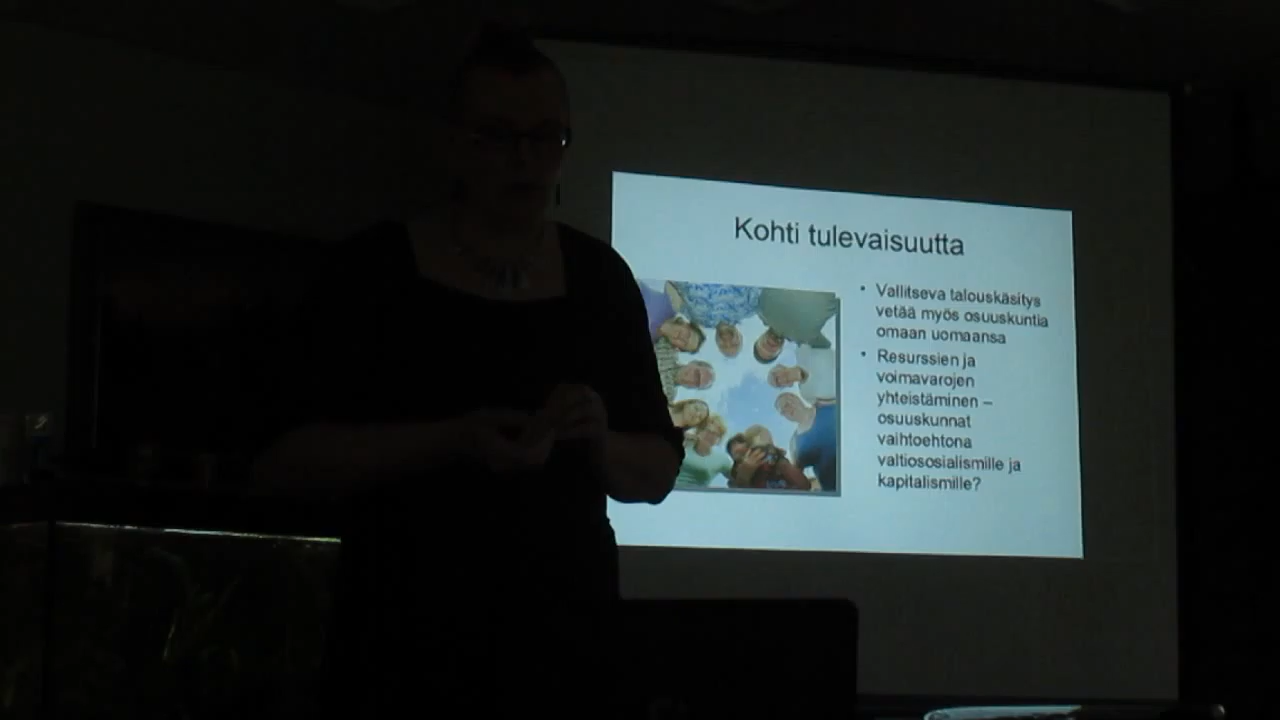 Kohti tulevaisuutta
• Vallitseva talouskäsitys
vetää myös osuuskuntia
omaan uomaansa
• Resurssien ja
voimavarojen
yhteistäminen –
osuuskunnat
vaihtoehtona
valtiososialismille ja
kapitalismille?